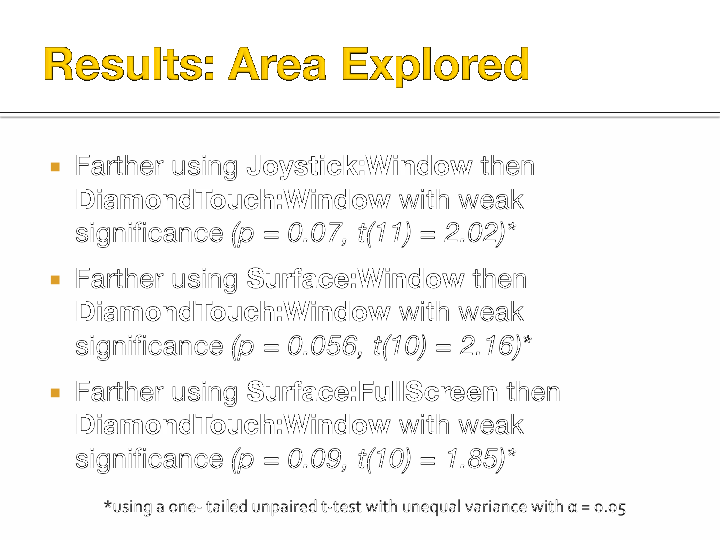 Results: Area Explored
▪ Farther using Joystick:Window then
DiamondTouch:Window with weak
significance (p = 0.07, t(11) = 2.02)*
▪ Farther using Surface:Window then
DiamondTouch:Window with weak
significance (p = 0.056, t(10) = 2.16)*
▪ Farther using Surface:FullScreen then
DiamondTouch:Window with weak
significance (p = 0.09, t(10) = 1.85)*
*using a one- tailed unpaired t-test with unequal variance with α = 0.05